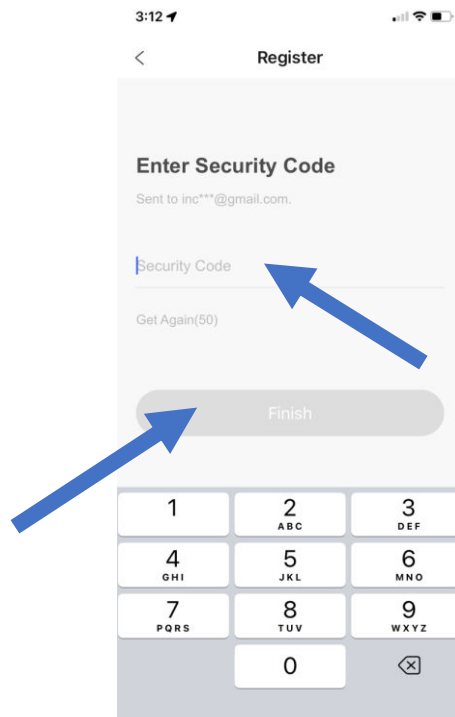 3:12
Register
Enter Security Code
Sent to inc***@gmail.com.
Security Code
Get Again(50)
Finish
1 2 3
ABC DEF
4 5 6
GHI JKL MNO
7 8 9
PQRS TUV WXYZ
0